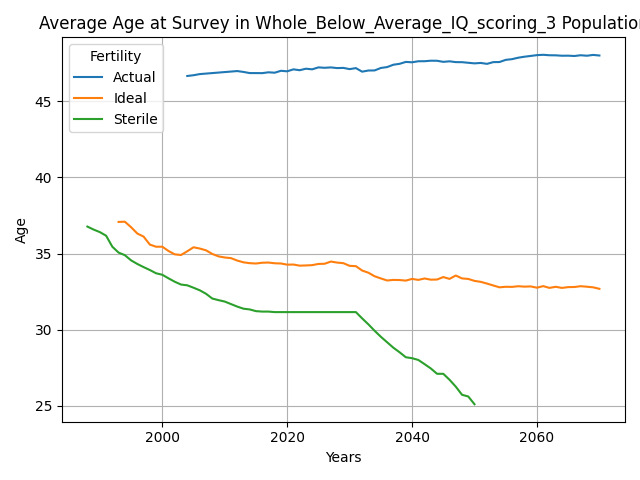 Average Age at Survey in Whole_Below_Average_IQ_scoring_3 Population
Fertility
Actual
Ideal
Sterile
45
40
35
30
25
Age
2000 2020 2040 2060
Years